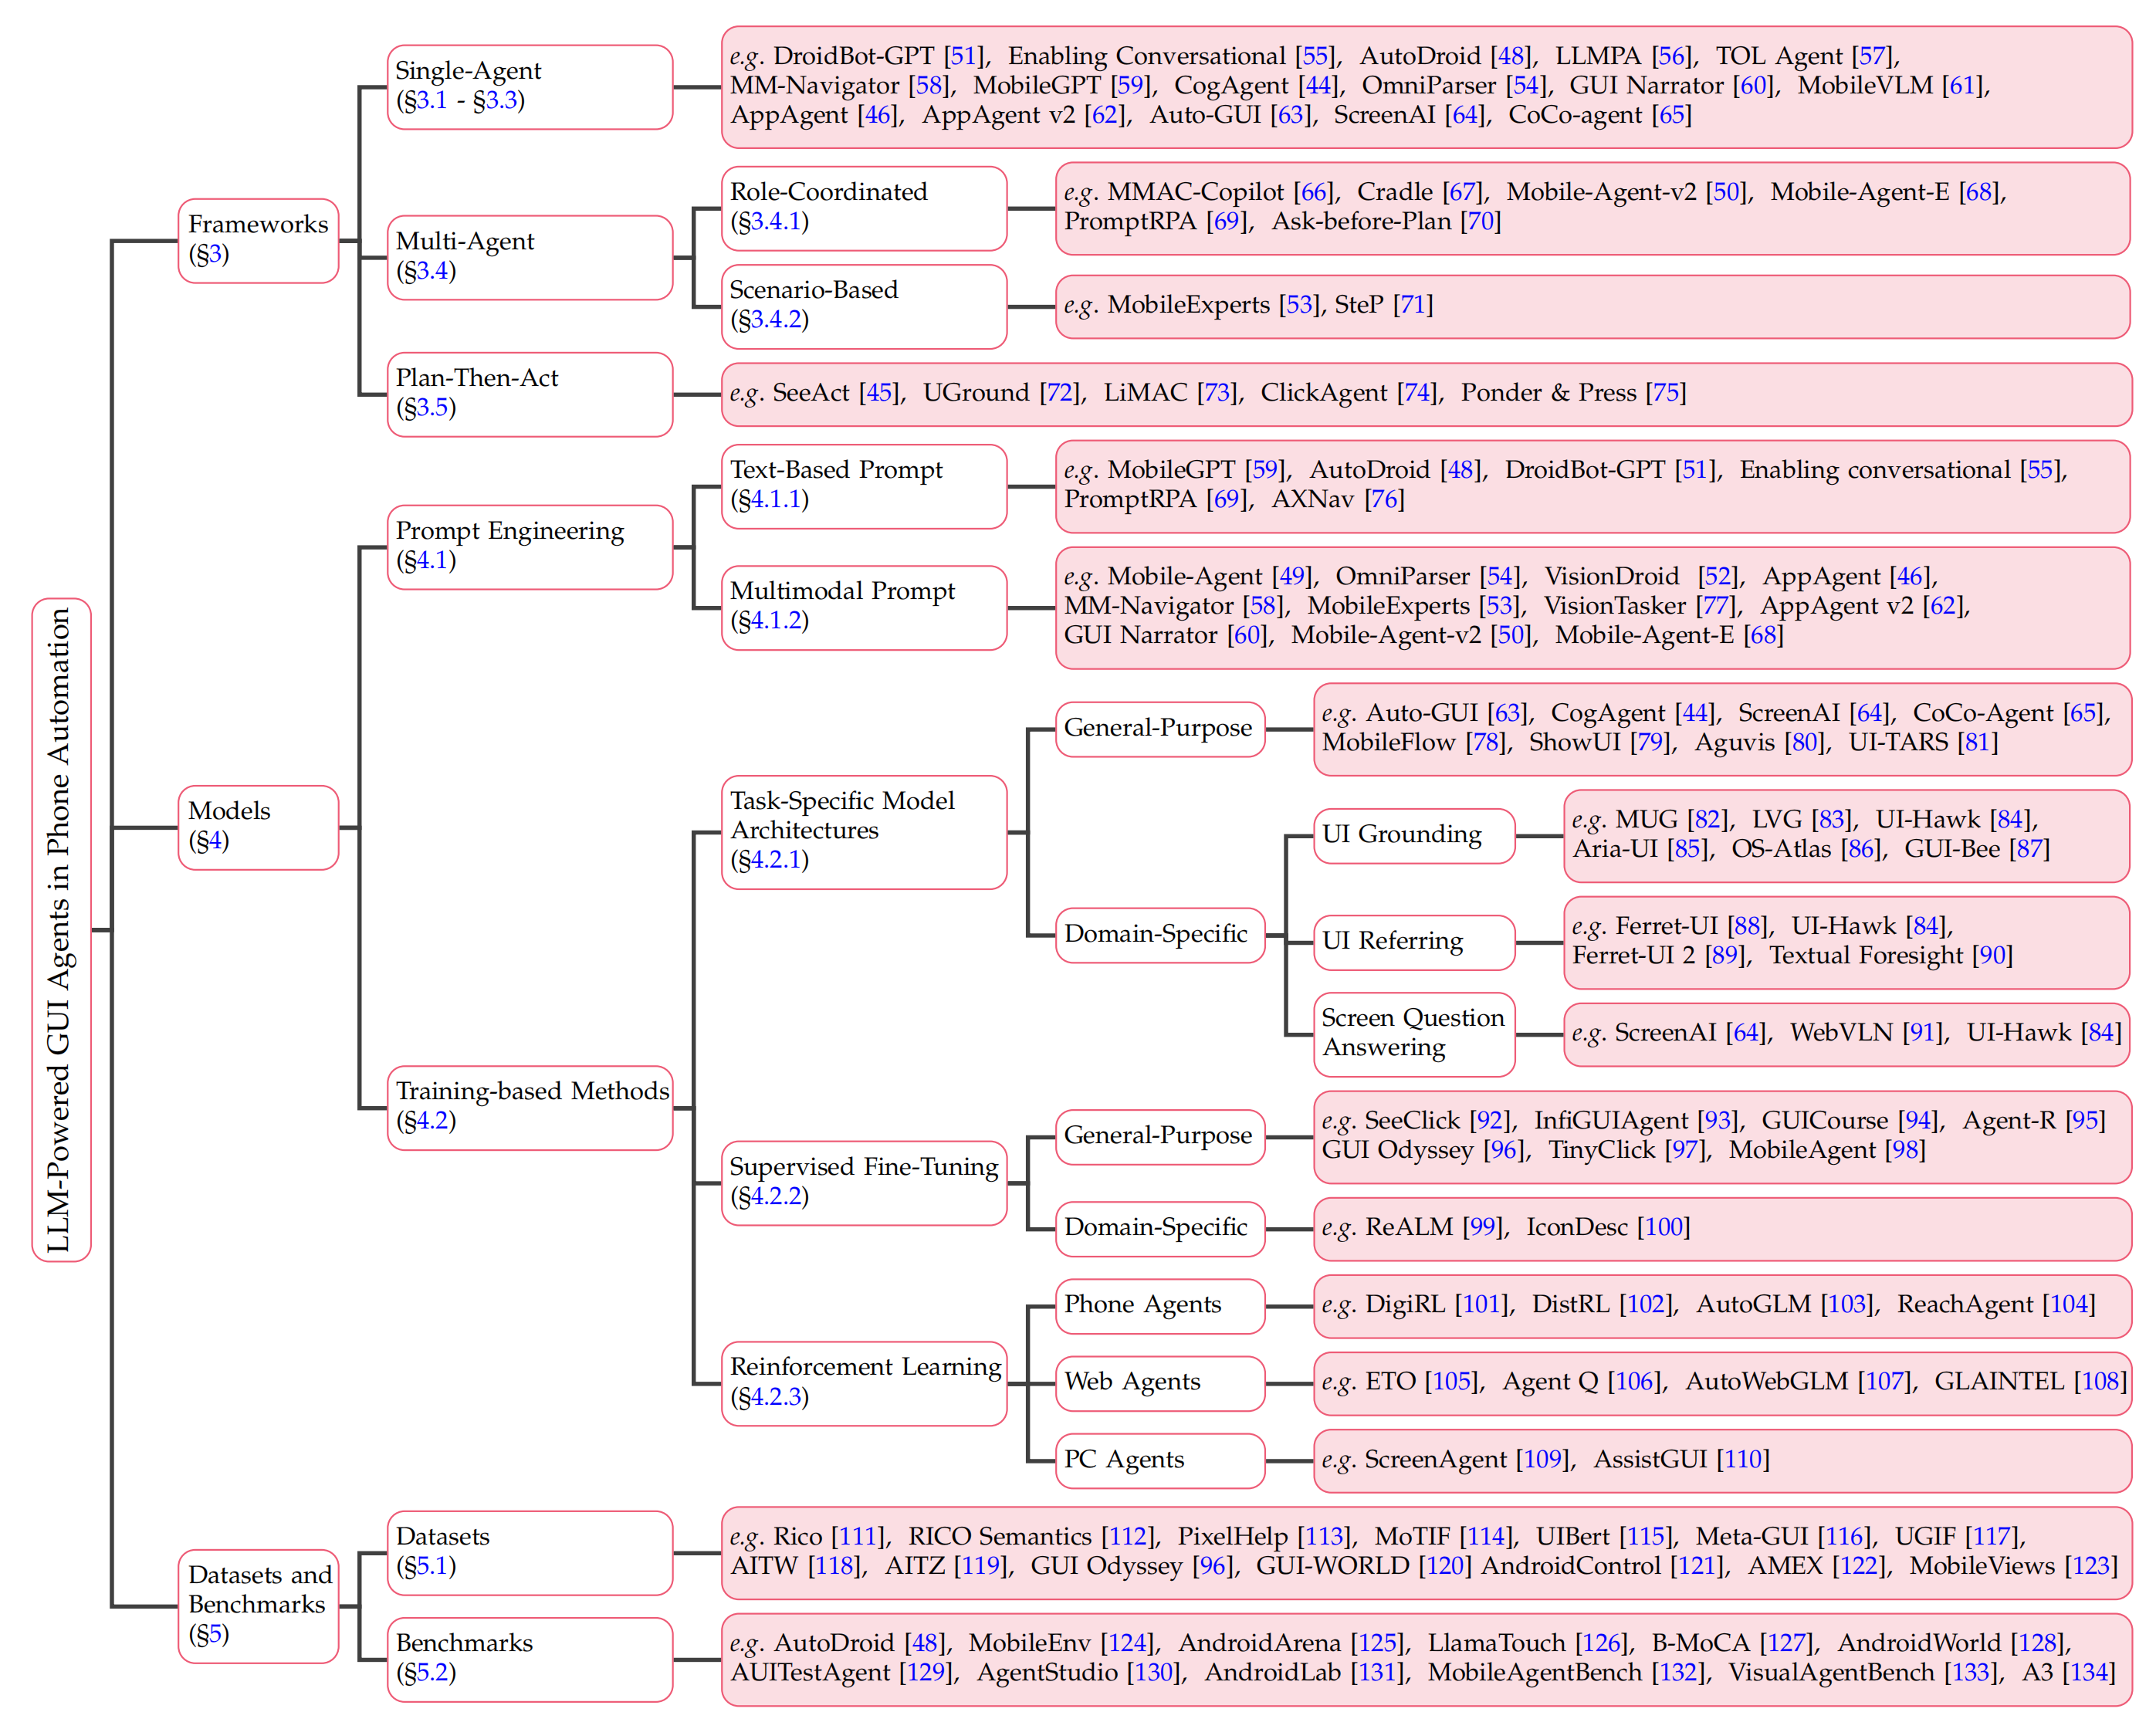 LLM-Powered GUI Agents in Phone Automation
Frameworks
(§3)
Single-Agent
(§3.1 - §3.3)
e.g. DroidBot-GPT [51], Enabling Conversational [55], AutoDroid [48], LLMPA [56], TOL Agent [57],
MM-Navigator [58], MobileGPT [59], CogAgent [44], OmniParser [54], GUI Narrator [60], MobileVLM [61],
AppAgent [46], AppAgent v2 [62], Auto-GUI [63], ScreenAI [64], CoCo-agent [65]
Multi-Agent
(§3.4)
Role-Coordinated
(§3.4.1)
e.g. MMAC-Copilot [66], Cradle [67], Mobile-Agent-v2 [50], Mobile-Agent-E [68],
PromptRPA [69], Ask-before-Plan [70]
Scenario-Based
(§3.4.2)
e.g. MobileExperts [53], SteP [71]
Plan-Then-Act
(§3.5)
e.g. SeeAct [45], UGround [72], LiMAC [73], ClickAgent [74], Ponder & Press [75]
Models
(§4)
Prompt Engineering
(§4.1)
Text-Based Prompt
(§4.1.1)
e.g. MobileGPT [59], AutoDroid [48], DroidBot-GPT [51], Enabling conversational [55],
PromptRPA [69], AXNav [76]
Multimodal Prompt
(§4.1.2)
e.g. Mobile-Agent [49], OmniParser [54], VisionDroid [52], AppAgent [46],
MM-Navigator [58], MobileExperts [53], VisionTasker [77], AppAgent v2 [62],
GUI Narrator [60], Mobile-Agent-v2 [50], Mobile-Agent-E [68]
Training-based Methods
(§4.2)
Task-Specific Model
Architectures
(§4.2.1)
General-Purpose
e.g. Auto-GUI [63], CogAgent [44], ScreenAI [64], CoCo-Agent [65],
MobileFlow [78], ShowUI [79], Aguvis [80], UI-TARS [81]
Domain-Specific
UI Grounding
e.g. MUG [82], LVG [83], UI-Hawk [84],
Aria-UI [85], OS-Atlas [86], GUI-Bee [87]
UI Referring
e.g. Ferret-UI [88], UI-Hawk [84],
Ferret-UI 2 [89], Textual Foresight [90]
Screen Question
Answering
e.g. ScreenAI [64], WebVLN [91], UI-Hawk [84]
Supervised Fine-Tuning
(§4.2.2)
General-Purpose
e.g. SeeClick [92], InfiGUIAgent [93], GUICourse [94], Agent-R [95]
GUI Odyssey [96], TinyClick [97], MobileAgent [98]
Domain-Specific
e.g. ReALM [99], IconDesc [100]
Reinforcement Learning
(§4.2.3)
Phone Agents
e.g. DigiRL [101], DistRL [102], AutoGLM [103], ReachAgent [104]
Web Agents
e.g. ETO [105], Agent Q [106], AutoWebGLM [107], GLAINTEL [108]
PC Agents
e.g. ScreenAgent [109], AssistGUI [110]
Datasets and
Benchmarks
(§5)
Datasets
(§5.1)
e.g. Rico [111], RICO Semantics [112], PixelHelp [113], MoTIF [114], UIBert [115], Meta-GUI [116], UGIF [117],
AITW [118], AITZ [119], GUI Odyssey [96], GUI-WORLD [120] AndroidControl [121], AMEX [122], MobileViews [123]
Benchmarks
(§5.2)
e.g. AutoDroid [48], MobileEnv [124], AndroidArena [125], LlamaTouch [126], B-MoCA [127], AndroidWorld [128],
AUITestAgent [129], AgentStudio [130], AndroidLab [131], MobileAgentBench [132], VisualAgentBench [133], A3 [134]